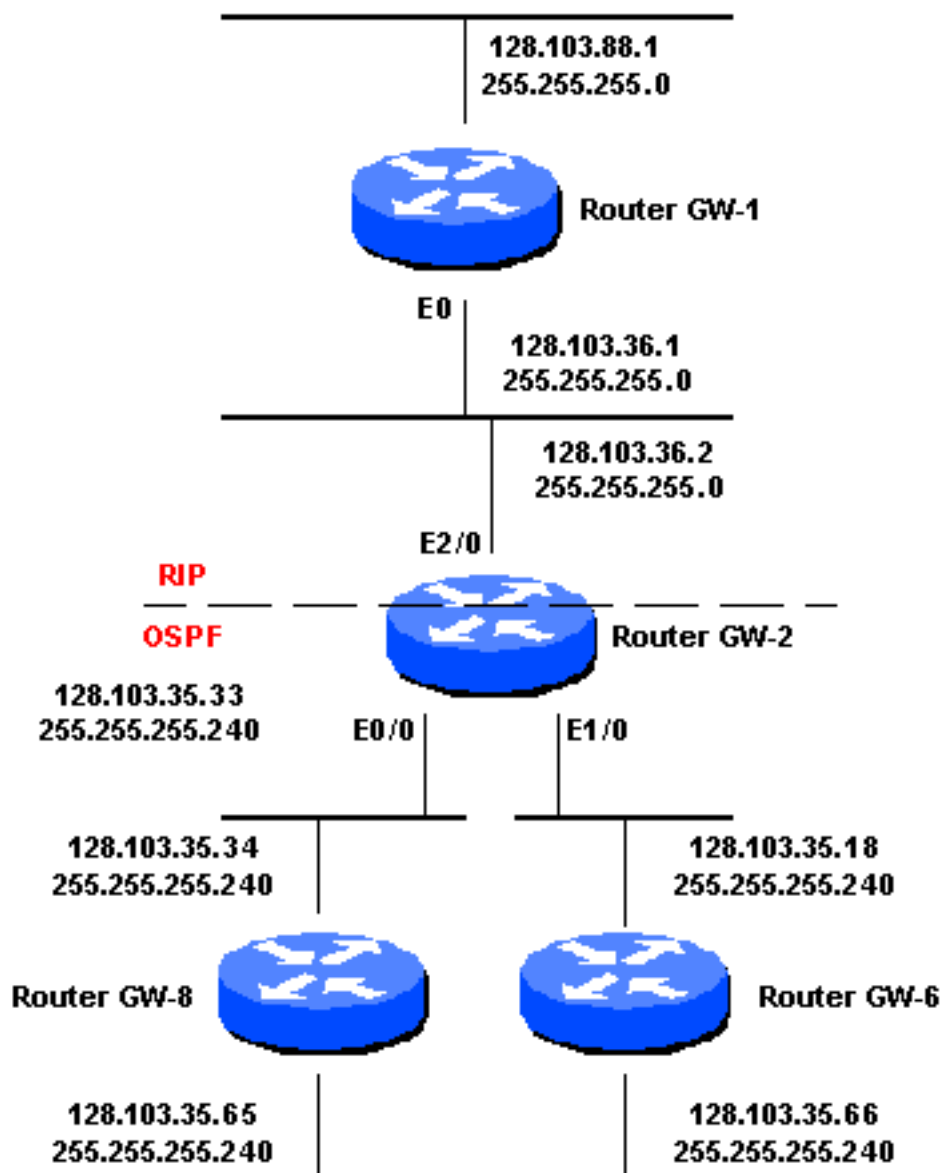 128.103.88.1
255.255.255.0
Router GW-1
E0
128.103.36.1
255.255.255.0
128.103.36.2
255.255.255.0
E2/0
RIP
OSPF
Router GW-2
128.103.35.33
255.255.255.240
E0/0
E1/0
128.103.35.34
255.255.255.240
128.103.35.18
255.255.255.240
Router GW-8
Router GW-6
128.103.35.65
255.255.255.240
128.103.35.66
255.255.255.240